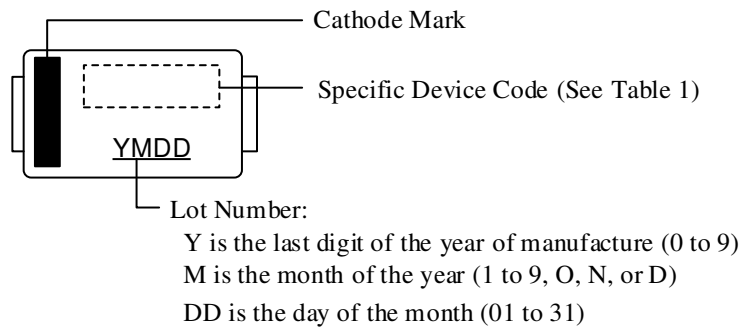 Cathode Mark
Specific Device Code (See Table 1)
YMDD
Lot Number:
Y is the last digit of the year of manufacture (0 to 9)
M is the month of the year (1 to 9, O, N, or D)
DD is the day of the month (01 to 31)